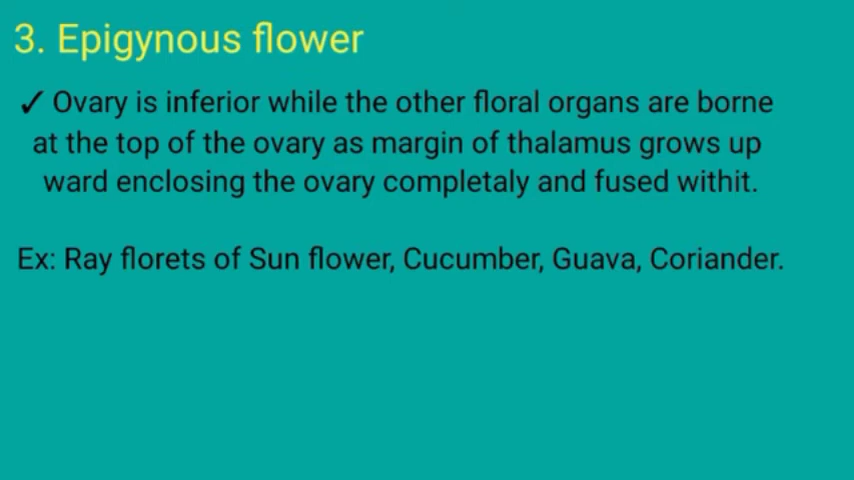 3. Epigynous flower
✓ Ovary is inferior while the other floral organs are borne
at the top of the ovary as margin of thalamus grows up
ward enclosing the ovary completaly and fused withit.
Ex: Ray florets of Sun flower, Cucumber, Guava, Coriander.